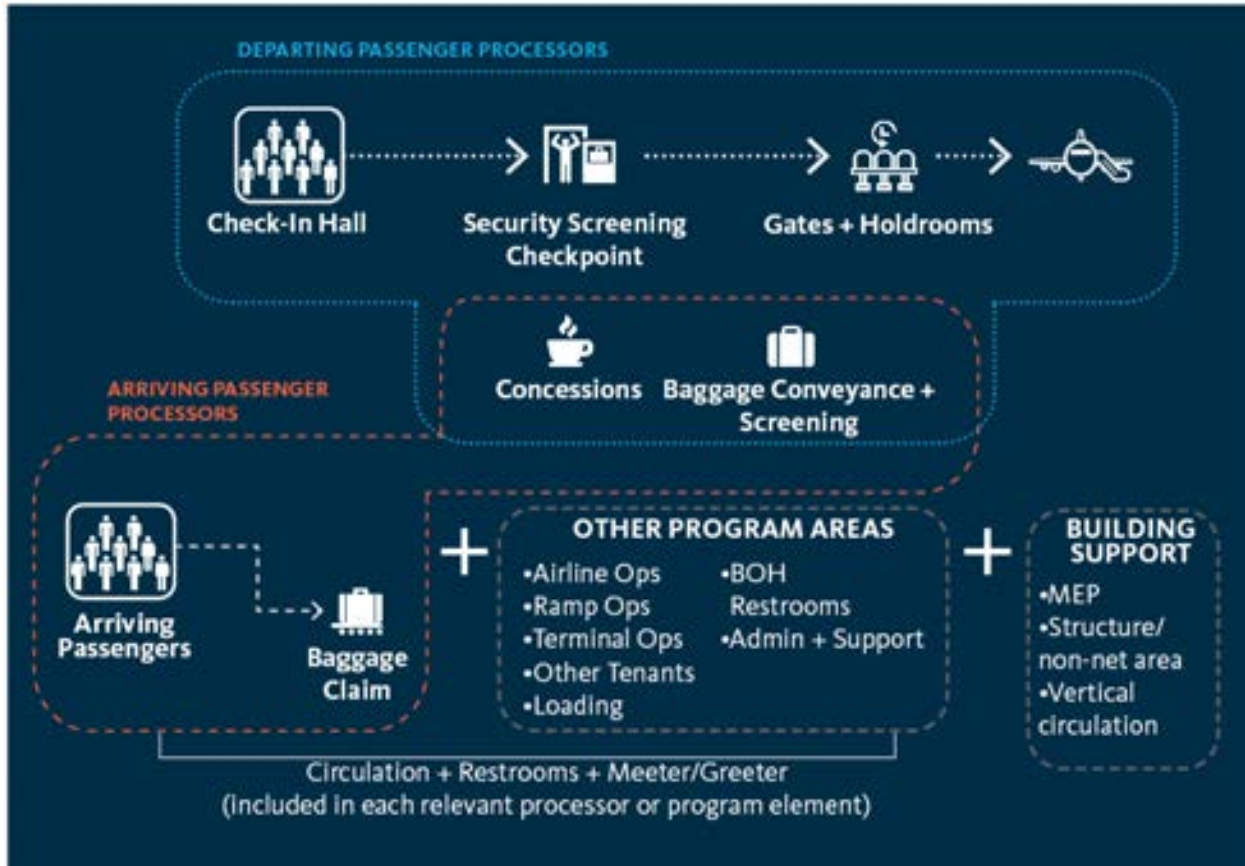 DEPARTING PASSENGER PROCESSORS
Check-In Hall
Security Screening
Checkpoint
Gates + Holdrooms
Concessions
Baggage Conveyance +
Screening
ARRIVING PASSENGER
PROCESSORS
Arriving
Passengers
Baggage
Claim
+
OTHER PROGRAM AREAS
•Airline Ops
•Ramp Ops
•Terminal Ops
•Other Tenants
•Loading
•BOH
Restrooms
•Admin + Support
+
BUILDING
SUPPORT
•MEP
•Structure/
non-net area
•Vertical
circulation
Circulation + Restrooms + Meeter/Greeter
(included in each relevant processor or program element)